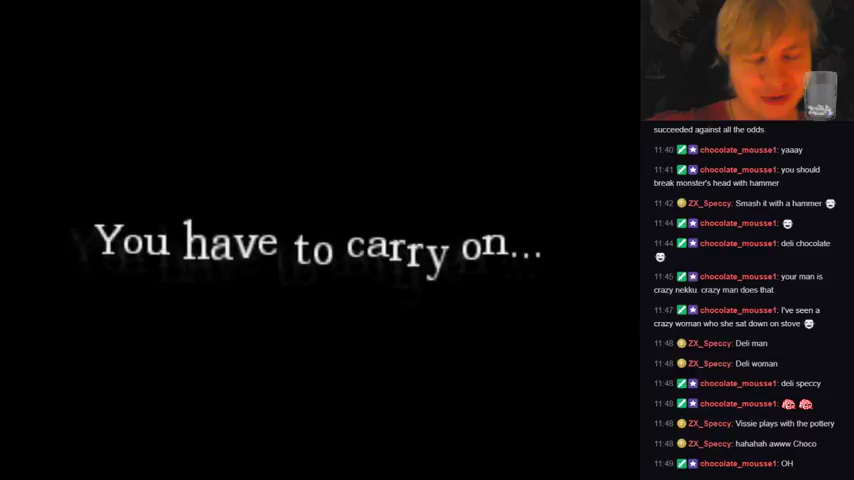 You have to carry on...
succeeded against all the odds.
11:40 chocolate_mousse1: yaaay
11:41 chocolate_mousse1: you should
break monster's head with hammer
11:42 ZX_Speccy: Smash it with a hammer
11:44 chocolate_mousse1:
11:44 chocolate_mousse1: deli chocolate
11:45 chocolate_mousse1: your man is
crazy nekku. crazy man does that
11:47 chocolate_mousse1: I've seen a
crazy woman who she sat down on stove
11:48 ZX_Speccy: Deli man
11:48 ZX_Speccy: Deli woman
11:48 chocolate_mousse1: deli speccy
11:48 chocolate_mousse1:
11:48 ZX_Speccy: Vissie plays with the pottery
11:48 ZX_Speccy: hahahah awww Choco
11:49 chocolate_mousse1: OH